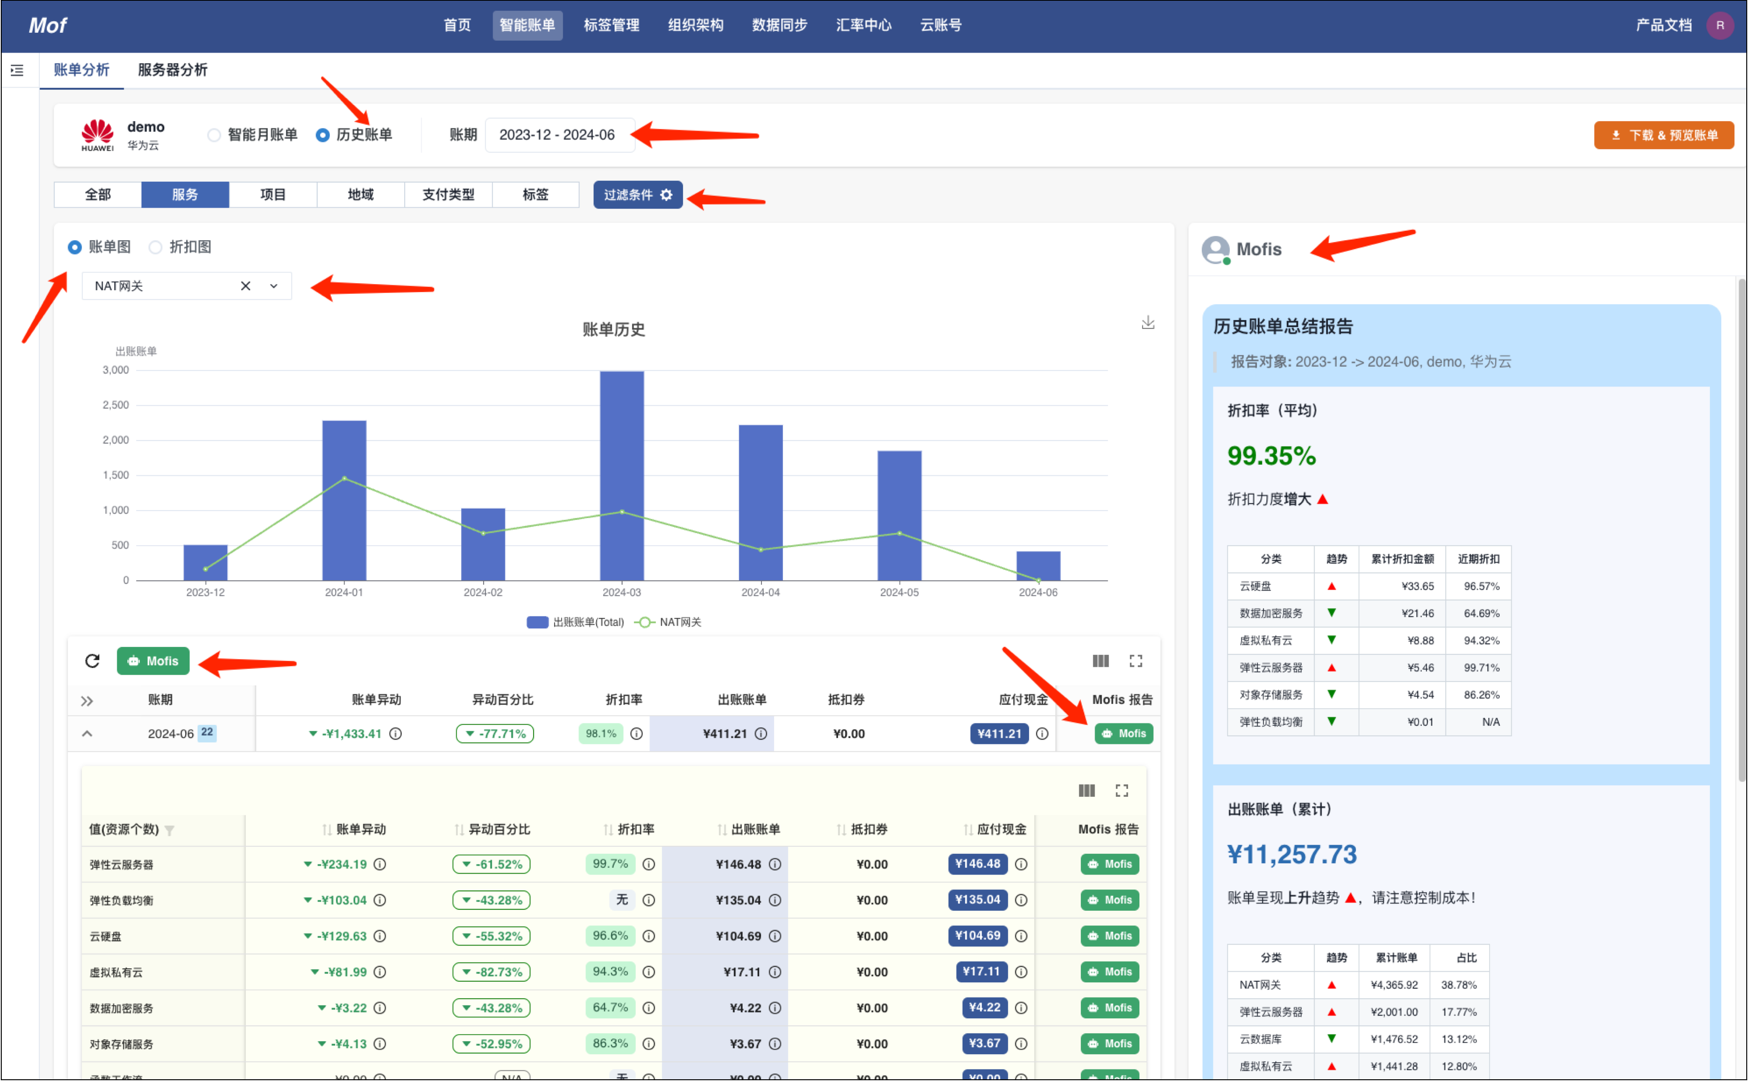 Mof
首页 智能账单 标签管理 组织架构 数据同步 汇率中心 云账号
产品文档 R
账单分析 服务器分析
HUAWEI
demo
华为云
智能月账单 历史账单
账期 2023-12 - 2024-06
下载 & 预览账单
全部 服务 项目 地域 支付类型 标签 过滤条件
账单图 折扣图
NAT网关
账单历史
出账账单
3,000
2,500
2,000
1,500
1,000
500
0
2023-12 2024-01 2024-02 2024-03 2024-04 2024-05 2024-06
出账账单(Total) NAT网关
Mofis
账期 账单异动 异动百分比 折扣率 出账账单 抵扣券 应付现金 Mofis 报告
2024-06 22 -¥1,433.41 -77.71% 98.1% ¥411.21 ¥0.00 ¥411.21 Mofis
值(资源个数) 账单异动 异动百分比 折扣率 出账账单 抵扣券 应付现金 Mofis 报告
弹性云服务器 -¥234.19 -61.52% 99.7% ¥146.48 ¥0.00 ¥146.48 Mofis
弹性负载均衡 -¥103.04 -43.28% 无 ¥135.04 ¥0.00 ¥135.04 Mofis
云硬盘 -¥129.63 -55.32% 96.6% ¥104.69 ¥0.00 ¥104.69 Mofis
虚拟私有云 -¥81.99 -82.73% 94.3% ¥17.11 ¥0.00 ¥17.11 Mofis
数据加密服务 -¥3.22 -43.28% 64.7% ¥4.22 ¥0.00 ¥4.22 Mofis
对象存储服务 -¥4.13 -52.95% 86.3% ¥3.67 ¥0.00 ¥3.67 Mofis
¥0.00 N/A 无 ¥0.00 ¥0.00 ¥0.00 Mofis
Mofis
历史账单总结报告
报告对象: 2023-12 -> 2024-06, demo, 华为云
折扣率（平均）
99.35%
折扣力度增大
分类 趋势 累计折扣金额 近期折扣
云硬盘 ¥33.65 96.57%
数据加密服务 ¥21.46 64.69%
虚拟私有云 ¥8.88 94.32%
弹性云服务器 ¥5.46 99.71%
对象存储服务 ¥4.54 86.26%
弹性负载均衡 ¥0.01 N/A
出账账单（累计）
¥11,257.73
账单呈现上升趋势 ，请注意控制成本！
分类 趋势 累计账单 占比
NAT网关 ¥4,365.92 38.78%
弹性云服务器 ¥2,001.00 17.77%
云数据库 ¥1,476.52 13.12%
虚拟私有云 ¥1,441.28 12.80%